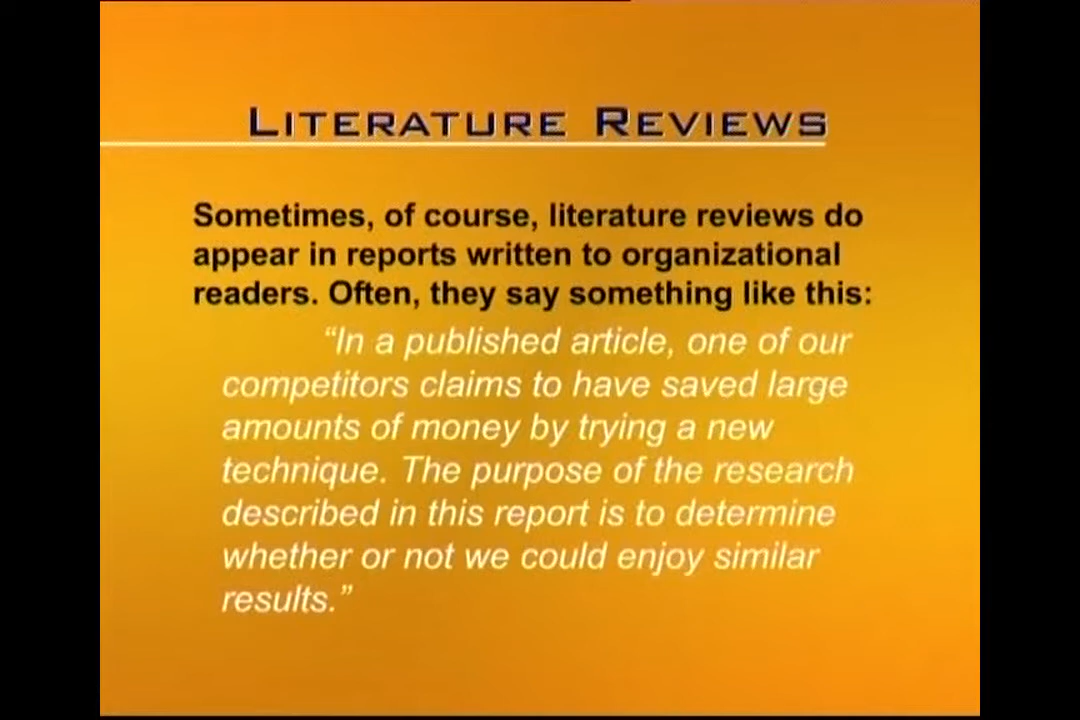 LITERATURE REVIEWS
Sometimes, of course, literature reviews do
appear in reports written to organizational
readers. Often, they say something like this:
“In a published article, one of our
competitors claims to have saved large
amounts of money by trying a new
technique. The purpose of the research
described in this report is to determine
whether or not we could enjoy similar
results.”